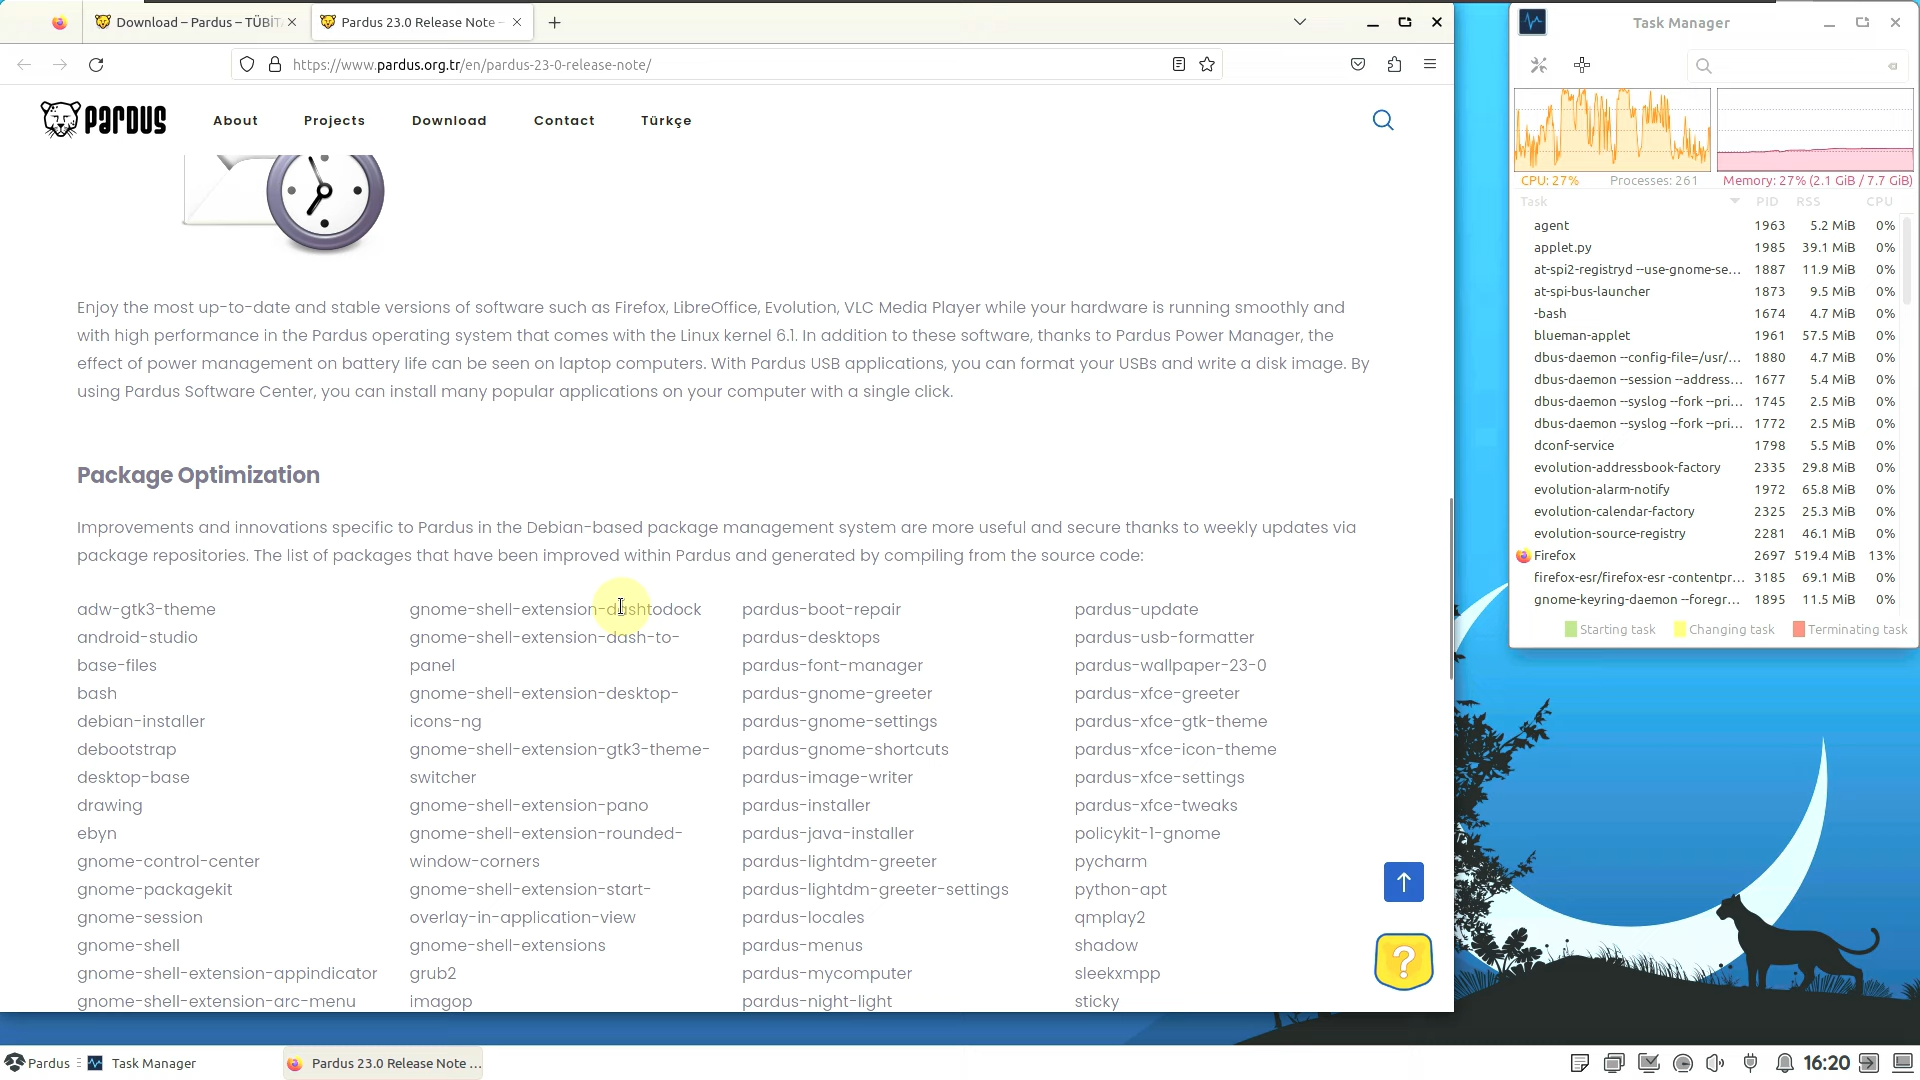 Download – Pardus – TÜBİT
Pardus 23.0 Release Note -
https://www.pardus.org.tr/en/pardus-23-0-release-note/
PARDUS
About
Projects
Download
Contact
Türkçe
Enjoy the most up-to-date and stable versions of software such as Firefox, LibreOffice, Evolution, VLC Media Player while your hardware is running smoothly and
with high performance in the Pardus operating system that comes with the Linux kernel 6.1. In addition to these software, thanks to Pardus Power Manager, the
effect of power management on battery life can be seen on laptop computers. With Pardus USB applications, you can format your USBs and write a disk image. By
using Pardus Software Center, you can install many popular applications on your computer with a single click.
Package Optimization
Improvements and innovations specific to Pardus in the Debian-based package management system are more useful and secure thanks to weekly updates via
package repositories. The list of packages that have been improved within Pardus and generated by compiling from the source code:
adw-gtk3-theme
android-studio
base-files
bash
debian-installer
debootstrap
desktop-base
drawing
ebyn
gnome-control-center
gnome-packagekit
gnome-session
gnome-shell
gnome-shell-extension-appindicator
gnome-shell-extension-arc-menu
gnome-shell-extension-dashtodock
gnome-shell-extension-dash-to-
panel
gnome-shell-extension-desktop-
icons-ng
gnome-shell-extension-gtk3-theme-
switcher
gnome-shell-extension-pano
gnome-shell-extension-rounded-
window-corners
gnome-shell-extension-start-
overlay-in-application-view
gnome-shell-extensions
grub2
imagop
pardus-boot-repair
pardus-desktops
pardus-font-manager
pardus-gnome-greeter
pardus-gnome-settings
pardus-gnome-shortcuts
pardus-image-writer
pardus-installer
pardus-java-installer
pardus-lightdm-greeter
pardus-lightdm-greeter-settings
pardus-locales
pardus-menus
pardus-mycomputer
pardus-night-light
pardus-update
pardus-usb-formatter
pardus-wallpaper-23-0
pardus-xfce-greeter
pardus-xfce-gtk-theme
pardus-xfce-icon-theme
pardus-xfce-settings
pardus-xfce-tweaks
policykit-1-gnome
pycharm
python-apt
qmplay2
shadow
sleekxmpp
sticky
?
Task Manager
CPU: 27% Processes: 261 Memory: 27% (2.1 GiB / 7.7 GiB)
Task PID RSS CPU
agent 1963 5.2 MiB 0%
applet.py 1985 39.1 MiB 0%
at-spi2-registryd --use-gnome-se... 1887 11.9 MiB 0%
at-spi-bus-launcher 1873 9.5 MiB 0%
-bash 1674 4.7 MiB 0%
blueman-applet 1961 57.5 MiB 0%
dbus-daemon --config-file=/usr/... 1880 4.7 MiB 0%
dbus-daemon --session --address... 1677 5.4 MiB 0%
dbus-daemon --syslog --fork --pri... 1745 2.5 MiB 0%
dbus-daemon --syslog --fork --pri... 1772 2.5 MiB 0%
dconf-service 1798 5.5 MiB 0%
evolution-addressbook-factory 2335 29.8 MiB 0%
evolution-alarm-notify 1972 65.8 MiB 0%
evolution-calendar-factory 2325 25.3 MiB 0%
evolution-source-registry 2281 46.1 MiB 0%
Firefox 2697 519.4 MiB 13%
firefox-esr/firefox-esr -contentpr... 3185 69.1 MiB 0%
gnome-keyring-daemon --foregr... 1895 11.5 MiB 0%
Starting task Changing task Terminating task
Pardus
Task Manager
Pardus 23.0 Release Note ...
16:20